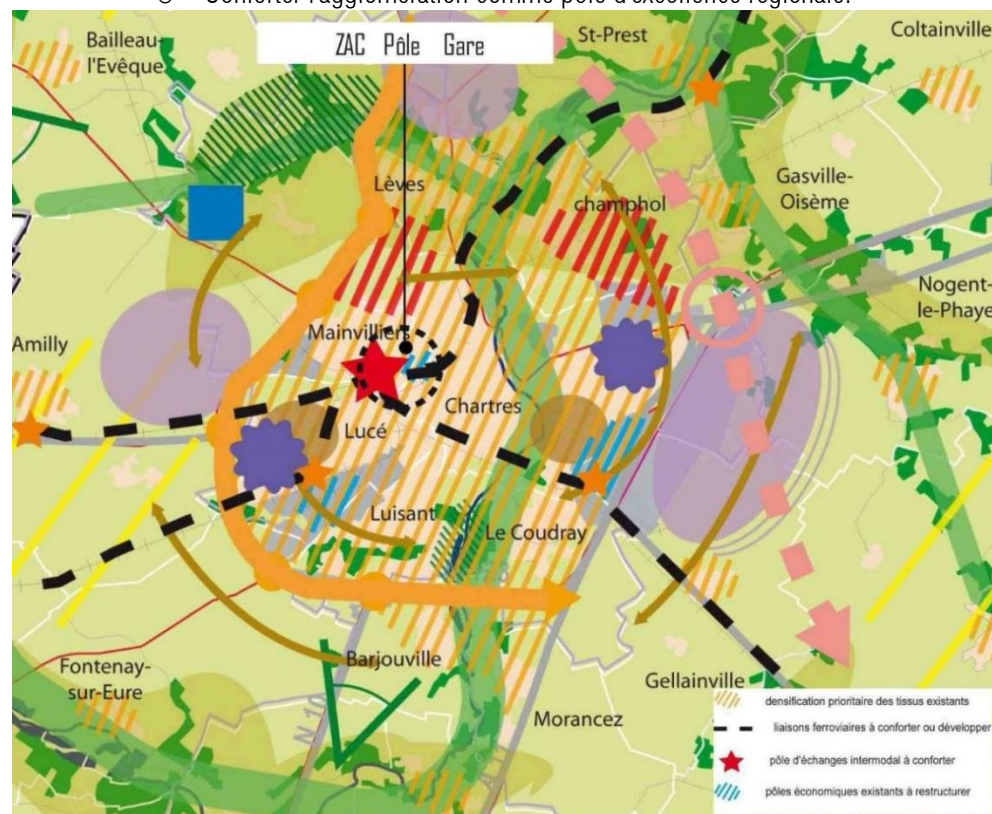 Conforter l'agglomération comme pôle d'excellence régionale.
ZAC Pôle Gare
Bailleau-
l'Evêque
St-Prest
Coltainville
Lèves
champhol
Gasville-
Oisème
Nogent-
le-Phaye
Mainvilliers
Amilly
Chartres
Lucé
Luisant
Le Coudray
Barjouville
Fontenay-
sur-Eure
Gellainville
Morancez
densification prioritaire des tissus existants
liaisons ferroviaires à conforter ou développer
pôle d'échanges intermodal à conforter
pôles économiques existants à restructurer